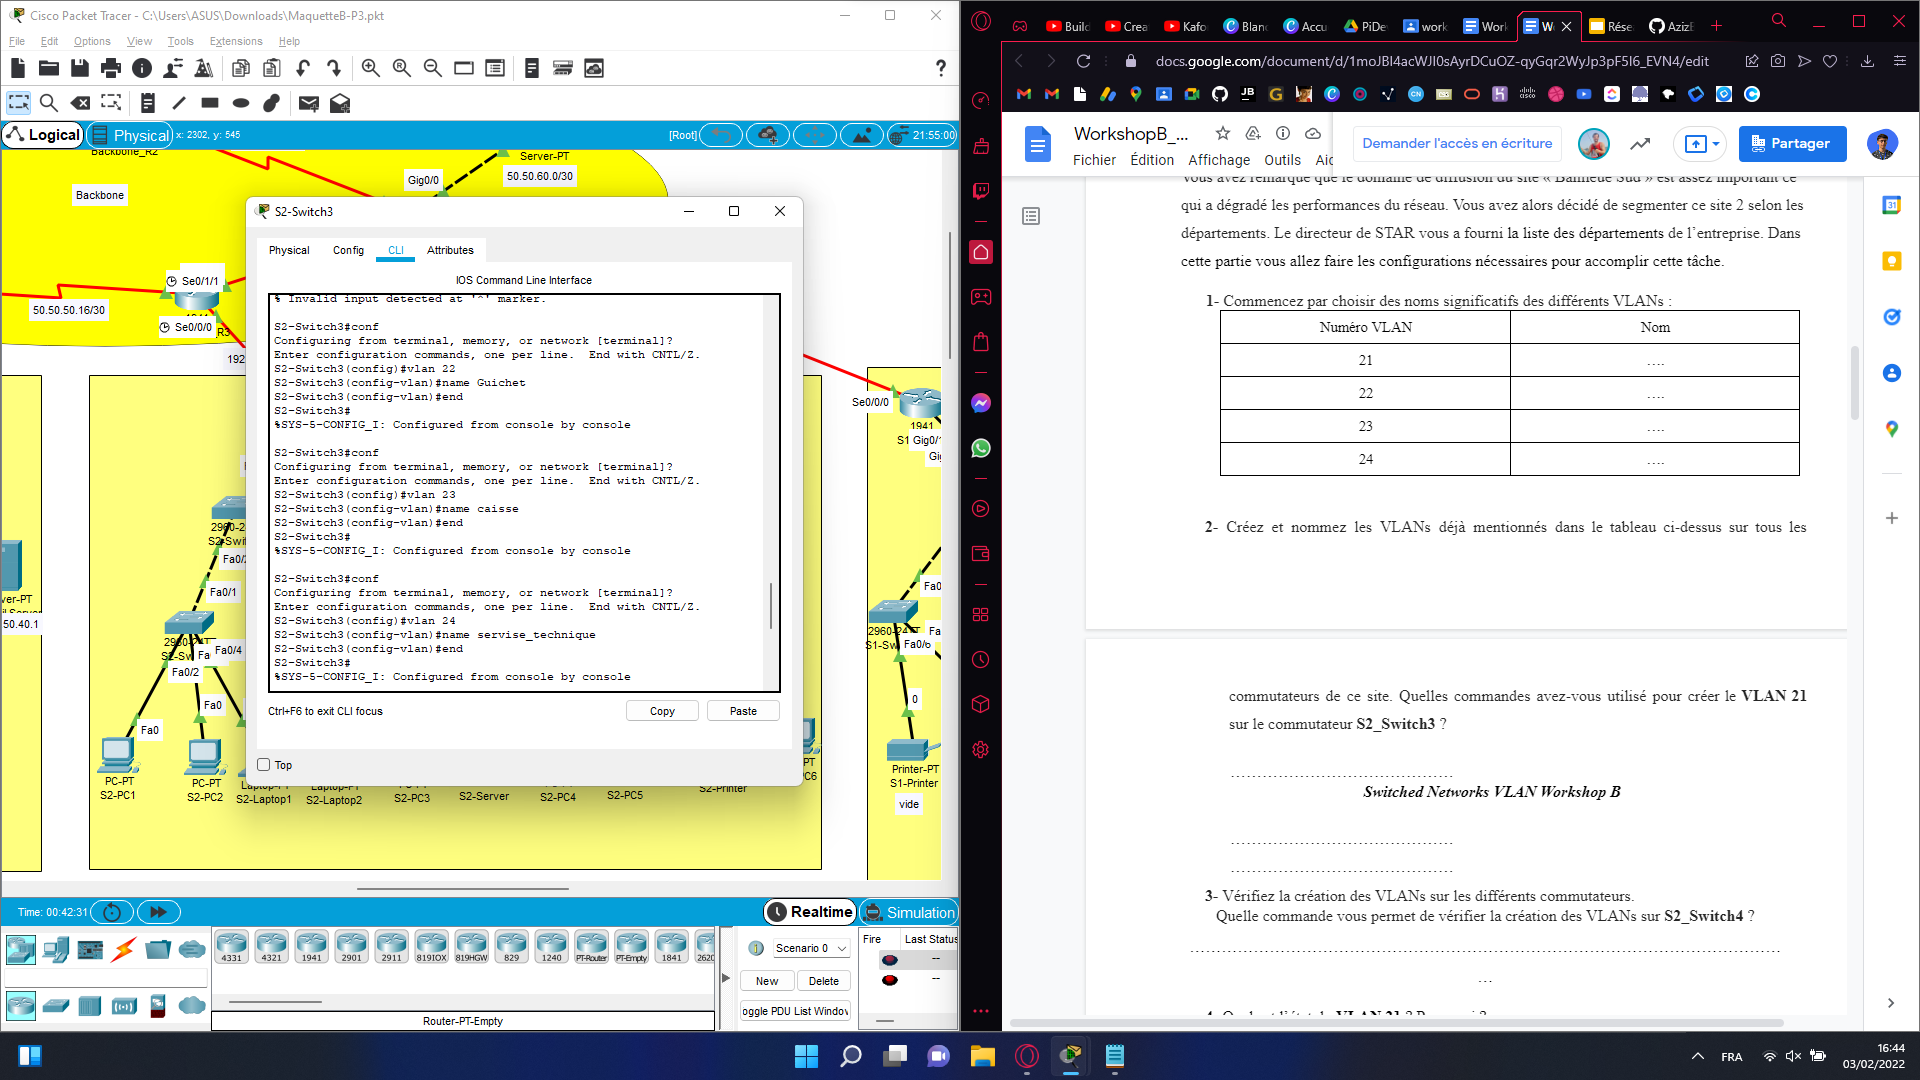 Cisco Packet Tracer - C:\Users\ASUS\Downloads\MaquetteB-P3.pkt
File Edit Options View Tools Extensions Help
Logical Physical x: 2302, y: 545 [Root] 21:55:00
Backbone_R2
Server-PT
Gig0/0
50.50.60.0/30
Backbone
Se0/1/1
50.50.50.16/30
Se0/0/0
R3
192
S2-Switch3
Physical Config CLI Attributes
IOS Command Line Interface
% Invalid input detected at '^' marker.
S2-Switch3#conf
Configuring from terminal, memory, or network [terminal]?
Enter configuration commands, one per line.  End with CNTL/Z.
S2-Switch3(config)#vlan 22
S2-Switch3(config-vlan)#name Guichet
S2-Switch3(config-vlan)#end
S2-Switch3#
%SYS-5-CONFIG_I: Configured from console by console
S2-Switch3#conf
Configuring from terminal, memory, or network [terminal]?
Enter configuration commands, one per line.  End with CNTL/Z.
S2-Switch3(config)#vlan 23
S2-Switch3(config-vlan)#name caisse
S2-Switch3(config-vlan)#end
S2-Switch3#
%SYS-5-CONFIG_I: Configured from console by console
S2-Switch3#conf
Configuring from terminal, memory, or network [terminal]?
Enter configuration commands, one per line.  End with CNTL/Z.
S2-Switch3(config)#vlan 24
S2-Switch3(config-vlan)#name servise_technique
S2-Switch3(config-vlan)#end
S2-Switch3#
%SYS-5-CONFIG_I: Configured from console by console
Ctrl+F6 to exit CLI focus Copy Paste
Top
Se0/0/0
1941
S1 Gig0/
Fa0/1
Fa0/4
Fa0/2
Fa0
Fa0
50.40.1
PC-PT
S2-PC1
PC-PT
S2-PC2
S2-Laptop1
S2-Laptop2
S2-PC3
S2-Server
S2-PC4
S2-PC5
S2-Printer
Fa0/6
0
Printer-PT
S1-Printer
vide
Time: 00:42:31 Realtime Simulation
4331 4321 1941 2901 2911 819IOX 819HGW 829 1240 PT-Router PT-Empty 1841 2620
Router-PT-Empty
Scenario 0
New Delete
oggle PDU List Window
Fire Last Status
--
--
Build Crea Kafo Blan Accu PiDe work Work W Rése AzizB
docs.google.com/document/d/1moJBI4acWJI0sAyrDCuOZ-qyGqr2WyJp3pF5I6_EVN4/edit
WorkshopB_...
Fichier Édition Affichage Outils Aid
Demander l'accès en écriture
Partager
Vous avez remarqué que le domaine de diffusion du site « Banlieue Sud » est assez important ce
qui a dégradé les performances du réseau. Vous avez alors décidé de segmenter ce site 2 selon les
départements. Le directeur de STAR vous a fourni la liste des départements de l'entreprise. Dans
cette partie vous allez faire les configurations nécessaires pour accomplir cette tâche.
1- Commencez par choisir des noms significatifs des différents VLANs :
Numéro VLAN Nom
21 ....
22 ....
23 ....
24 ....
2- Créez et nommez les VLANs déjà mentionnés dans le tableau ci-dessus sur tous les
commutateurs de ce site. Quelles commandes avez-vous utilisé pour créer le VLAN 21
sur le commutateur S2_Switch3 ?
..........................................
Switched Networks VLAN Workshop B
..........................................
..........................................
3- Vérifiez la création des VLANs sur les différents commutateurs.
Quelle commande vous permet de vérifier la création des VLANs sur S2_Switch4 ?
..............................................................................
...
FRA
16:44
03/02/2022